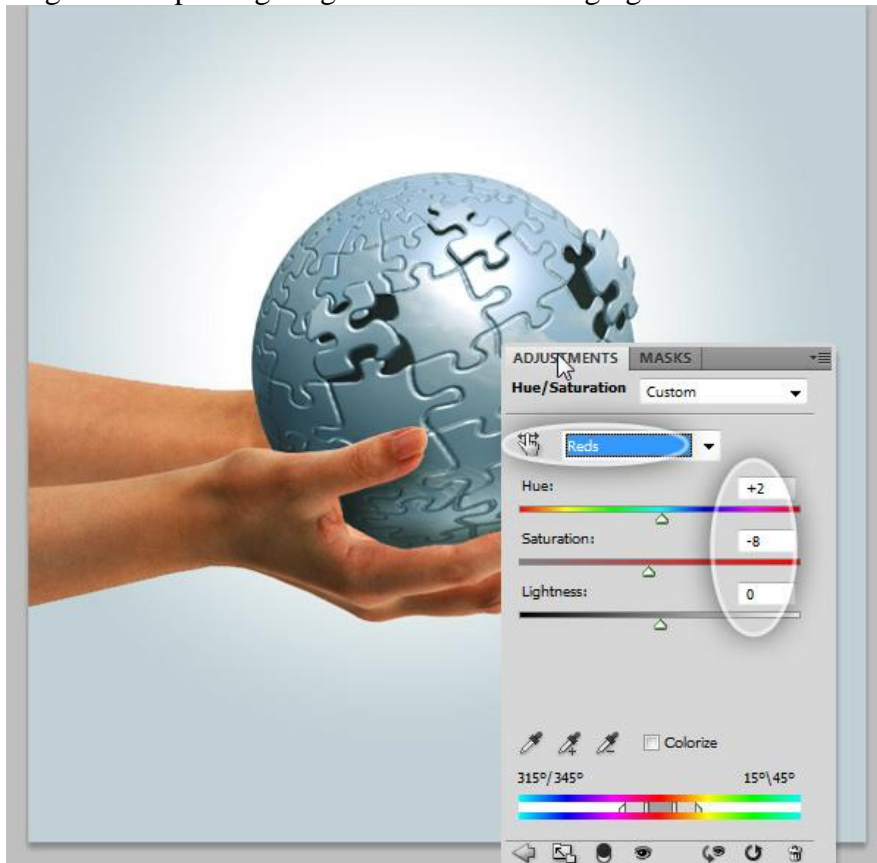 ADJUSTMENTS MASKS
Hue/Saturation Custom
Reds
Hue: +2
Saturation: -8
Lightness: 0
Colorize
315°/345° 15°\45°